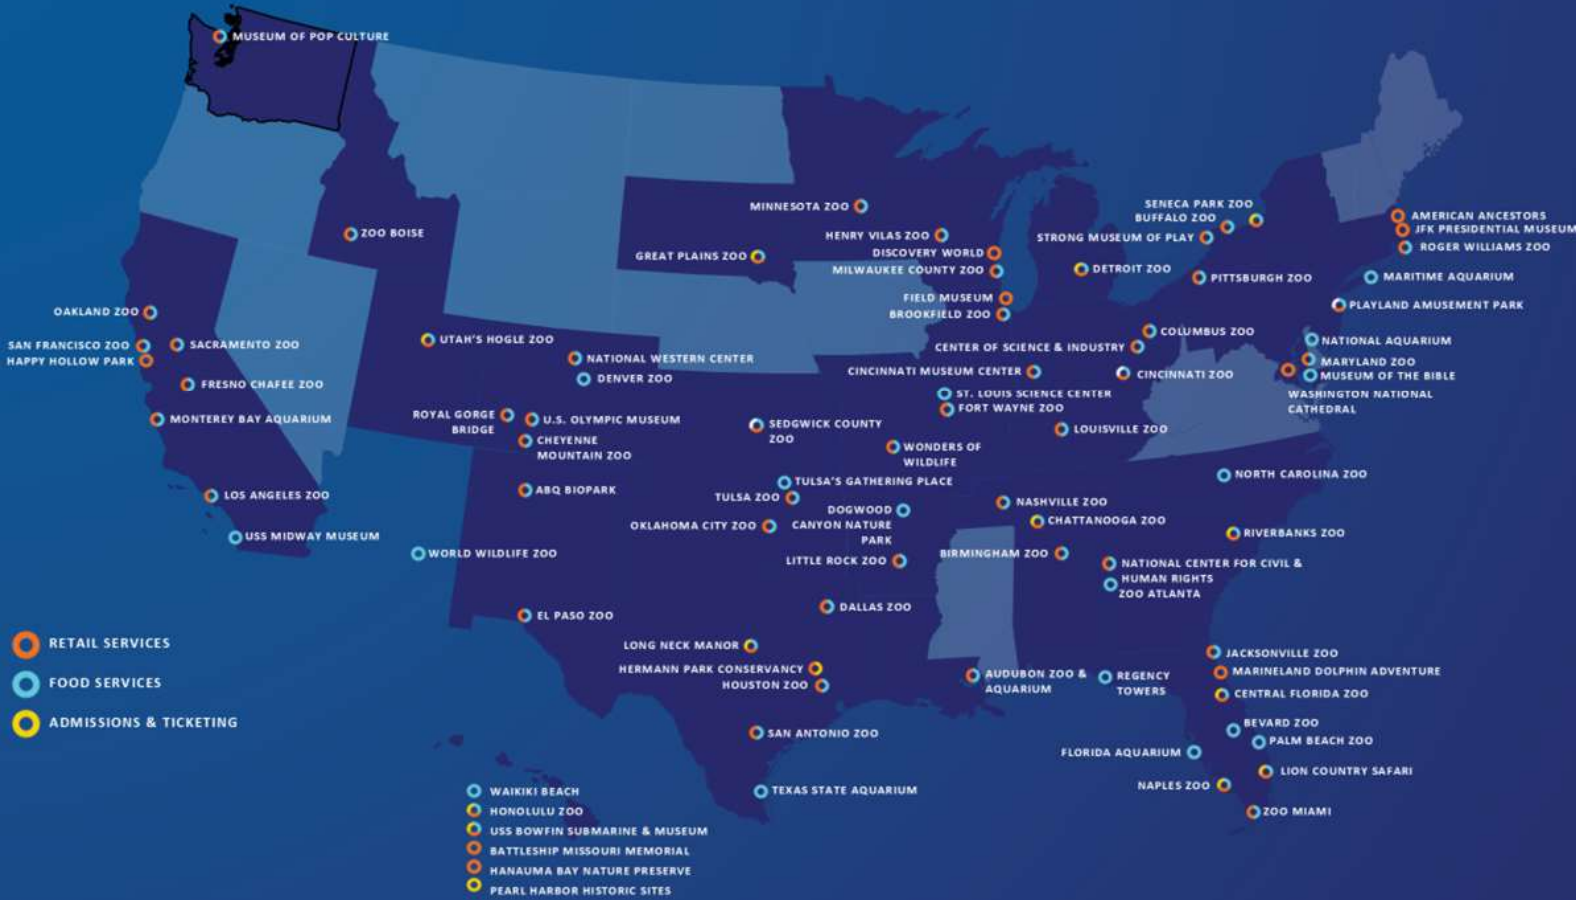 MUSEUM OF POP CULTURE
MINNESOTA ZOO
SENECA PARK ZOO
BUFFALO ZOO
AMERICAN ANCESTORS
JFK PRESIDENTIAL MUSEUM
ZOO BOISE
HENRY VILAS ZOO
STRONG MUSEUM OF PLAY
ROGER WILLIAMS ZOO
GREAT PLAINS ZOO
DISCOVERY WORLD
MILWAUKEE COUNTY ZOO
DETROIT ZOO
PITTSBURGH ZOO
MARITIME AQUARIUM
FIELD MUSEUM
BROOKFIELD ZOO
PLAYLAND AMUSEMENT PARK
OAKLAND ZOO
COLUMBUS ZOO
UTAH'S HOGLE ZOO
NATIONAL AQUARIUM
SAN FRANCISCO ZOO
SACRAMENTO ZOO
CENTER OF SCIENCE & INDUSTRY
HAPPY HOLLOW PARK
NATIONAL WESTERN CENTER
MARYLAND ZOO
DENVER ZOO
CINCINNATI MUSEUM CENTER
CINCINNATI ZOO
MUSEUM OF THE BIBLE
FRESNO CHAFEE ZOO
ST. LOUIS SCIENCE CENTER
WASHINGTON NATIONAL
CATHEDRAL
FORT WAYNE ZOO
MONTEREY BAY AQUARIUM
ROYAL GORGE
BRIDGE
U.S. OLYMPIC MUSEUM
SEDGWICK COUNTY
ZOO
LOUISVILLE ZOO
CHEYENNE
MOUNTAIN ZOO
WONDERS OF
WILDLIFE
NORTH CAROLINA ZOO
TULSA'S GATHERING PLACE
LOS ANGELES ZOO
ABQ BIOPARK
TULSA ZOO
NASHVILLE ZOO
DOGWOOD
CANYON NATURE
PARK
CHATTANOOGA ZOO
OKLAHOMA CITY ZOO
RIVERBANKS ZOO
USS MIDWAY MUSEUM
WORLD WILDLIFE ZOO
LITTLE ROCK ZOO
BIRMINGHAM ZOO
NATIONAL CENTER FOR CIVIL &
HUMAN RIGHTS
ZOO ATLANTA
DALLAS ZOO
EL PASO ZOO
RETAIL SERVICES
FOOD SERVICES
ADMISSIONS & TICKETING
LONG NECK MANOR
HERMANN PARK CONSERVANCY
HOUSTON ZOO
AUDUBON ZOO &
AQUARIUM
REGENCY
TOWERS
JACKSONVILLE ZOO
MARINELAND DOLPHIN ADVENTURE
CENTRAL FLORIDA ZOO
SAN ANTONIO ZOO
BEVARD ZOO
PALM BEACH ZOO
FLORIDA AQUARIUM
LION COUNTRY SAFARI
NAPLES ZOO
TEXAS STATE AQUARIUM
ZOO MIAMI
WAIKIKI BEACH
HONOLULU ZOO
USS BOWFIN SUBMARINE & MUSEUM
BATTLESHIP MISSOURI MEMORIAL
HANAUMA BAY NATURE PRESERVE
PEARL HARBOR HISTORIC SITES